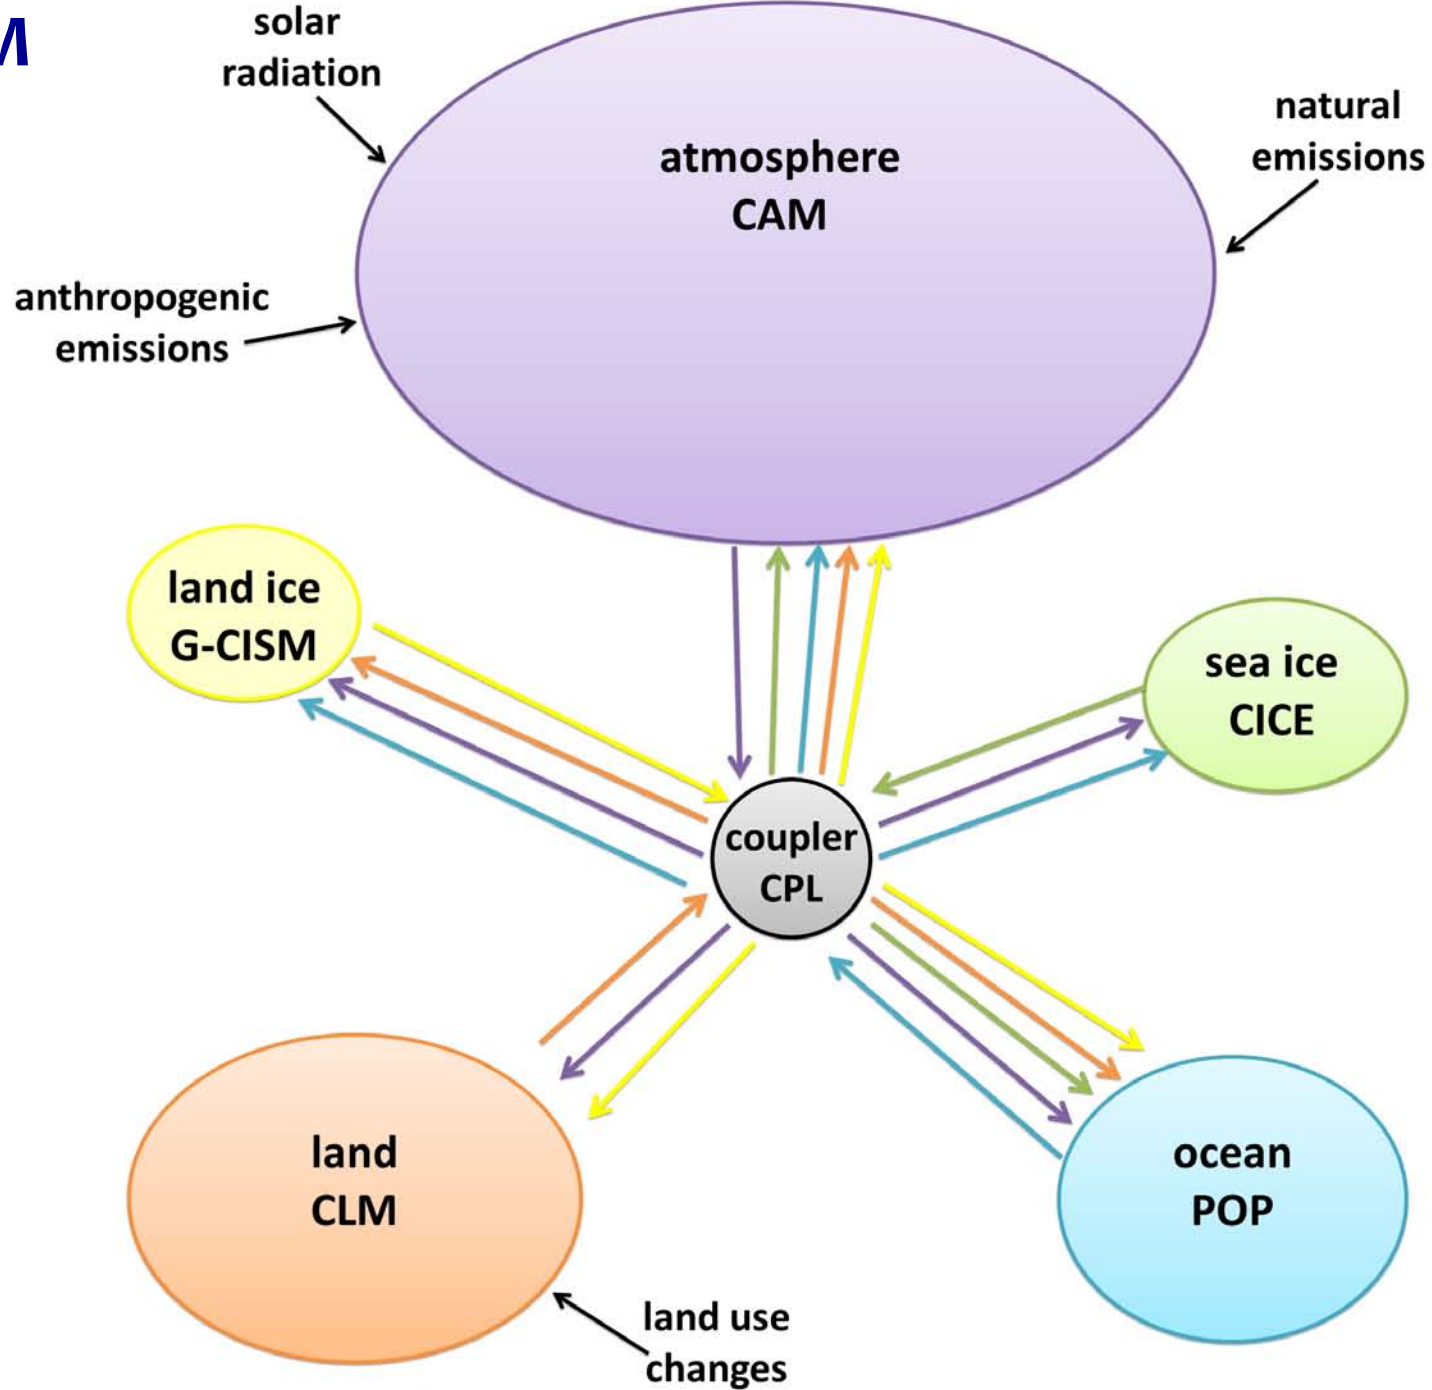 M
solar
radiation
natural
emissions
atmosphere
CAM
anthropogenic
emissions
land ice
G-CISM
sea ice
CICE
coupler
CPL
land
CLM
ocean
POP
land use
changes